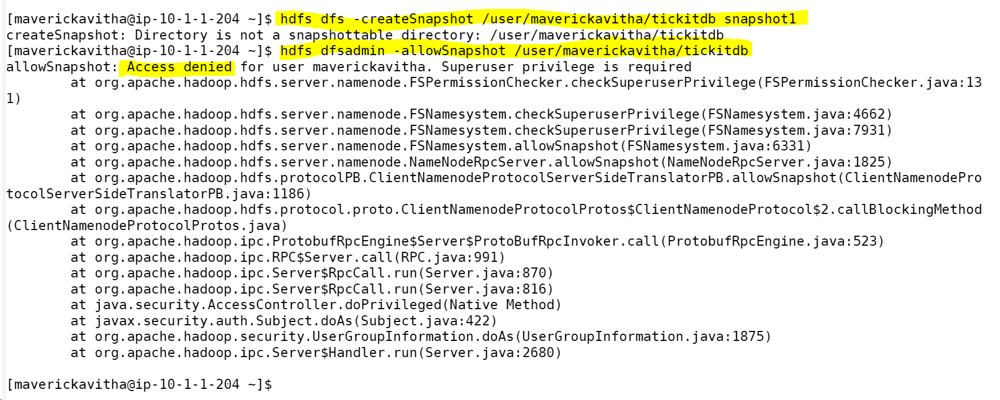 [maverickavitha@ip-10-1-1-204 ~]$ hdfs dfs -createSnapshot /user/maverickavitha/tickitdb snapshot1
createSnapshot: Directory is not a snapshottable directory: /user/maverickavitha/tickitdb
[maverickavitha@ip-10-1-1-204 ~]$ hdfs dfsadmin -allowSnapshot /user/maverickavitha/tickitdb
allowSnapshot: Access denied for user maverickavitha. Superuser privilege is required
        at org.apache.hadoop.hdfs.server.namenode.FSPermissionChecker.checkSuperuserPrivilege(FSPermissionChecker.java:13
1)
        at org.apache.hadoop.hdfs.server.namenode.FSNamesystem.checkSuperuserPrivilege(FSNamesystem.java:4662)
        at org.apache.hadoop.hdfs.server.namenode.FSNamesystem.checkSuperuserPrivilege(FSNamesystem.java:7931)
        at org.apache.hadoop.hdfs.server.namenode.FSNamesystem.allowSnapshot(FSNamesystem.java:6331)
        at org.apache.hadoop.hdfs.server.namenode.NameNodeRpcServer.allowSnapshot(NameNodeRpcServer.java:1825)
        at org.apache.hadoop.hdfs.protocolPB.ClientNamenodeProtocolServerSideTranslatorPB.allowSnapshot(ClientNamenodePro
tocolServerSideTranslatorPB.java:1186)
        at org.apache.hadoop.hdfs.protocol.proto.ClientNamenodeProtocolProtos$ClientNamenodeProtocol$2.callBlockingMethod
(ClientNamenodeProtocolProtos.java)
        at org.apache.hadoop.ipc.ProtobufRpcEngine$Server$ProtoBufRpcInvoker.call(ProtobufRpcEngine.java:523)
        at org.apache.hadoop.ipc.RPC$Server.call(RPC.java:991)
        at org.apache.hadoop.ipc.Server$RpcCall.run(Server.java:870)
        at org.apache.hadoop.ipc.Server$RpcCall.run(Server.java:816)
        at java.security.AccessController.doPrivileged(Native Method)
        at javax.security.auth.Subject.doAs(Subject.java:422)
        at org.apache.hadoop.security.UserGroupInformation.doAs(UserGroupInformation.java:1875)
        at org.apache.hadoop.ipc.Server$Handler.run(Server.java:2680)
[maverickavitha@ip-10-1-1-204 ~]$